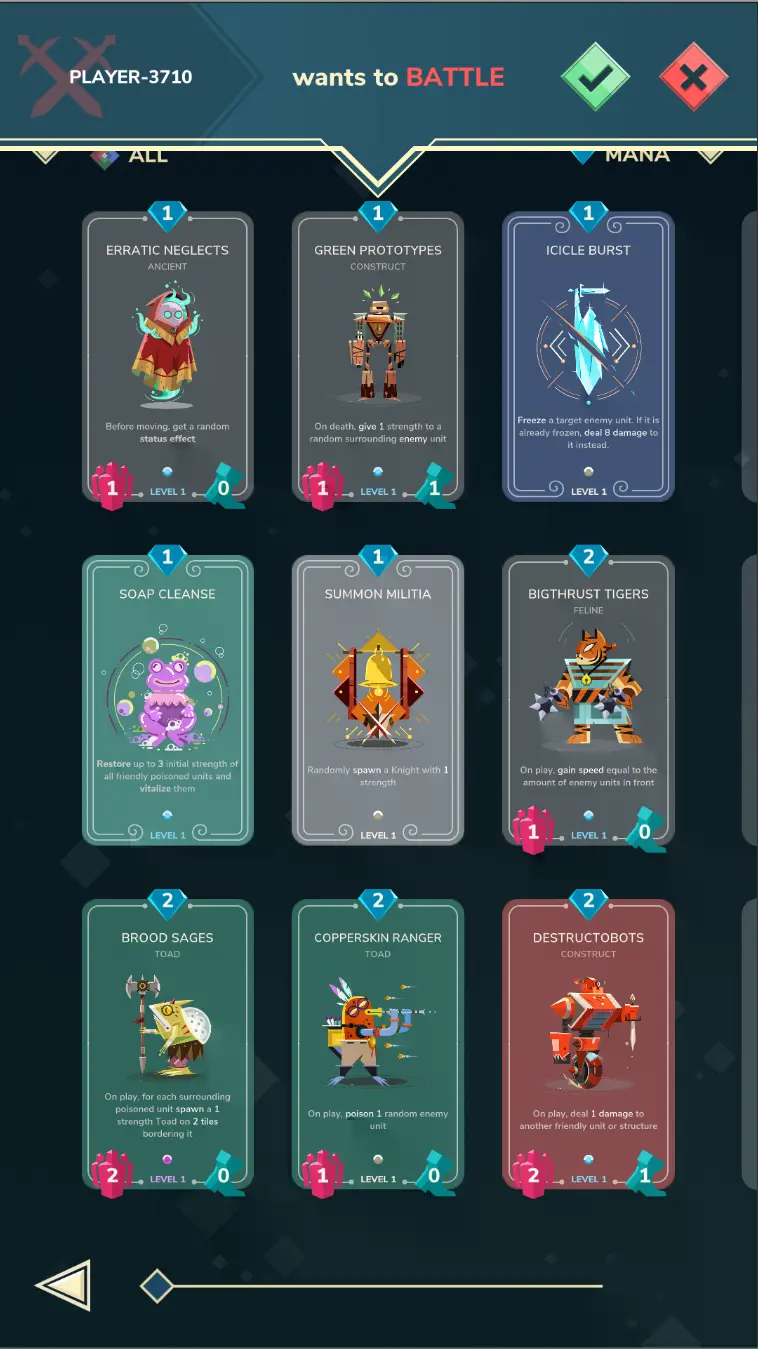 PLAYER-3710
wants to BATTLE
ALL
MANA
1
ERRATIC NEGLECTS
ANCIENT
Before moving, get a random
status effect
1
LEVEL 1
0
1
GREEN PROTOTYPES
CONSTRUCT
On death, give 1 strength to a
random surrounding enemy unit
1
LEVEL 1
1
1
ICICLE BURST
Freeze a target enemy unit. If it is
already frozen, deal 8 damage to
it instead.
LEVEL 1
1
SOAP CLEANSE
Restore up to 3 initial strength of
all friendly poisoned units and
vitalize them
LEVEL 1
1
SUMMON MILITIA
Randomly spawn a Knight with 1
strength
LEVEL 1
2
BIGTHRUST TIGERS
FELINE
On play, gain speed equal to the
amount of enemy units in front
1
LEVEL 1
0
2
BROOD SAGES
TOAD
On play, for each surrounding
poisoned unit spawn a 1
strength Toad on 2 tiles
bordering it
2
LEVEL 1
0
2
COPPERSKIN RANGER
TOAD
On play, poison 1 random enemy
unit
1
LEVEL 1
0
2
DESTRUCTOBOTS
CONSTRUCT
On play, deal 1 damage to
another friendly unit or structure
2
LEVEL 1
1